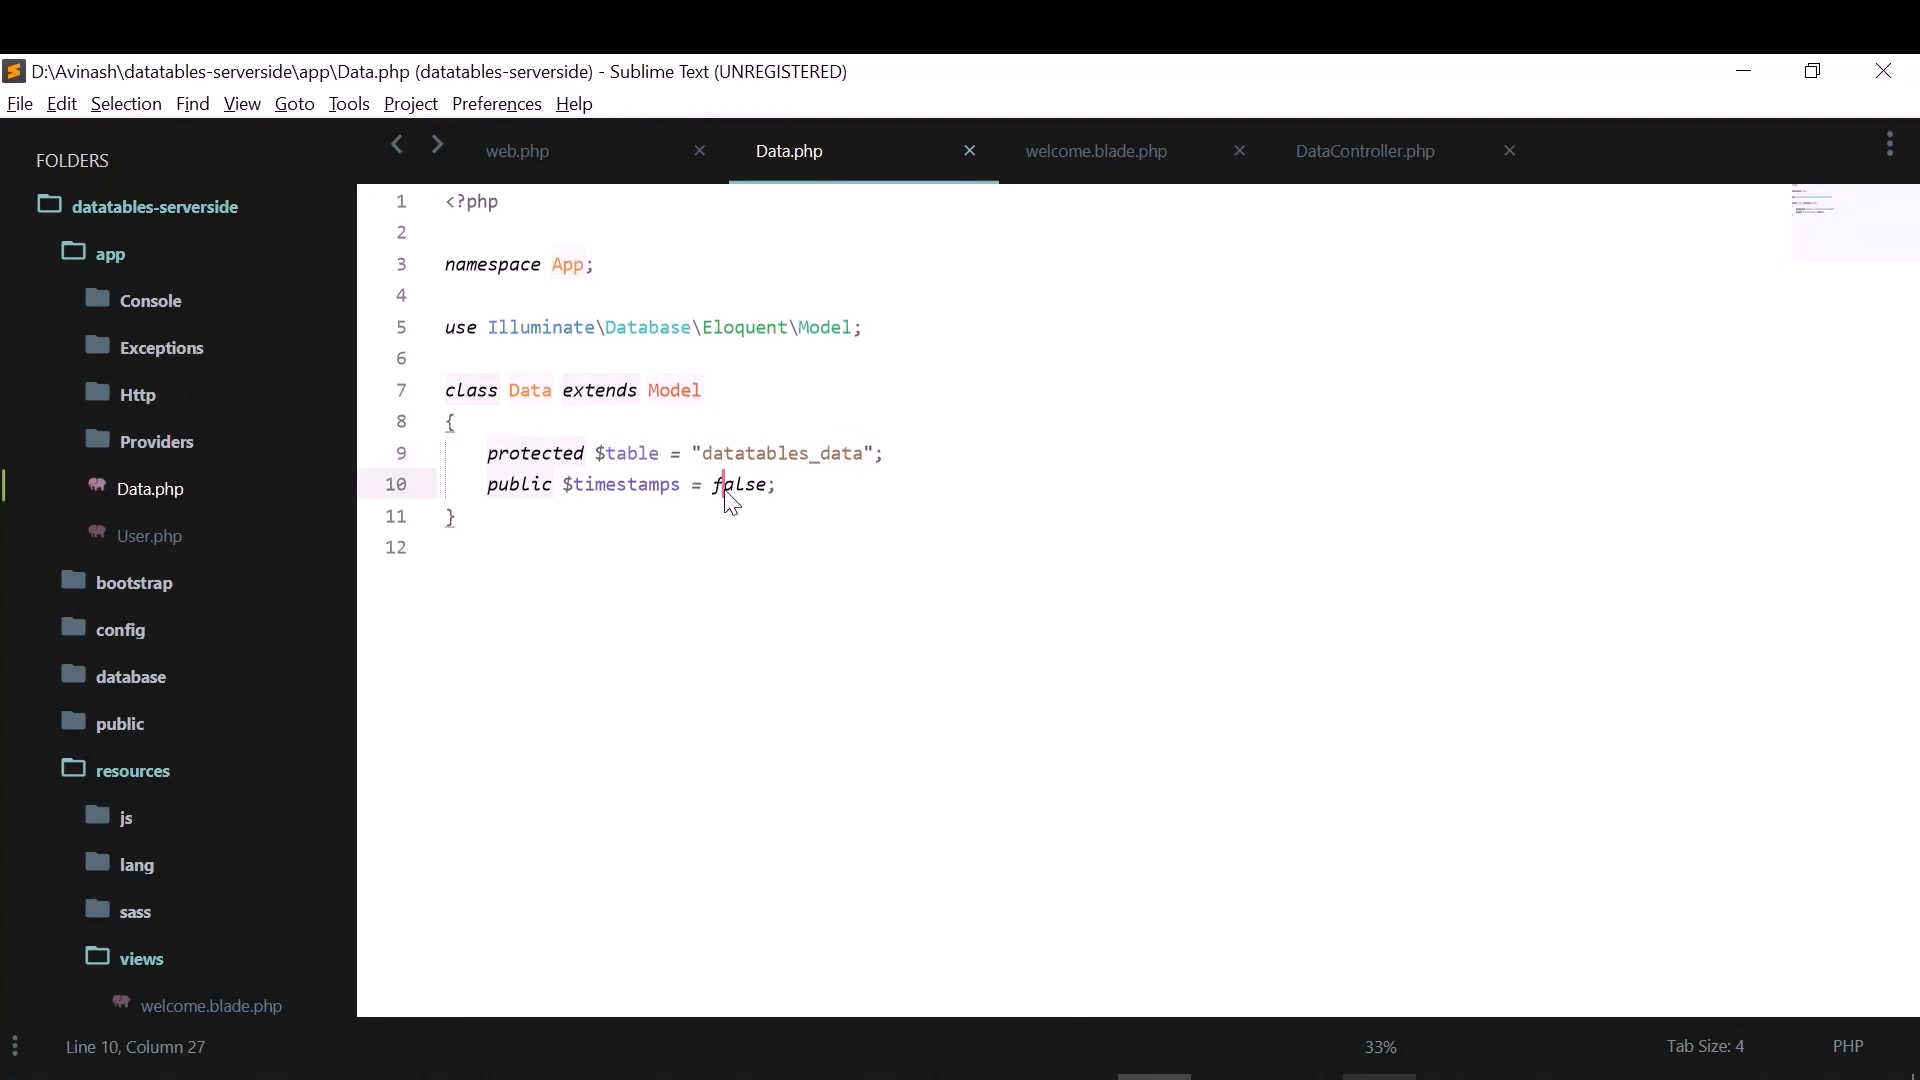 D:\Avinash\datatables-serverside\app\Data.php (datatables-serverside) - Sublime Text (UNREGISTERED)
File Edit Selection Find View Goto Tools Project Preferences Help
FOLDERS
datatables-serverside
app
Console
Exceptions
Http
Providers
Data.php
User.php
bootstrap
config
database
public
resources
js
lang
sass
views
welcome.blade.php
web.php Data.php welcome.blade.php DataController.php
1 <?php
2
3 namespace App;
4
5 use Illuminate\Database\Eloquent\Model;
6
7 class Data extends Model
8 {
9 protected $table = "datatables_data";
10 public $timestamps = false;
11 }
12
Line 10, Column 27 33% Tab Size: 4 PHP